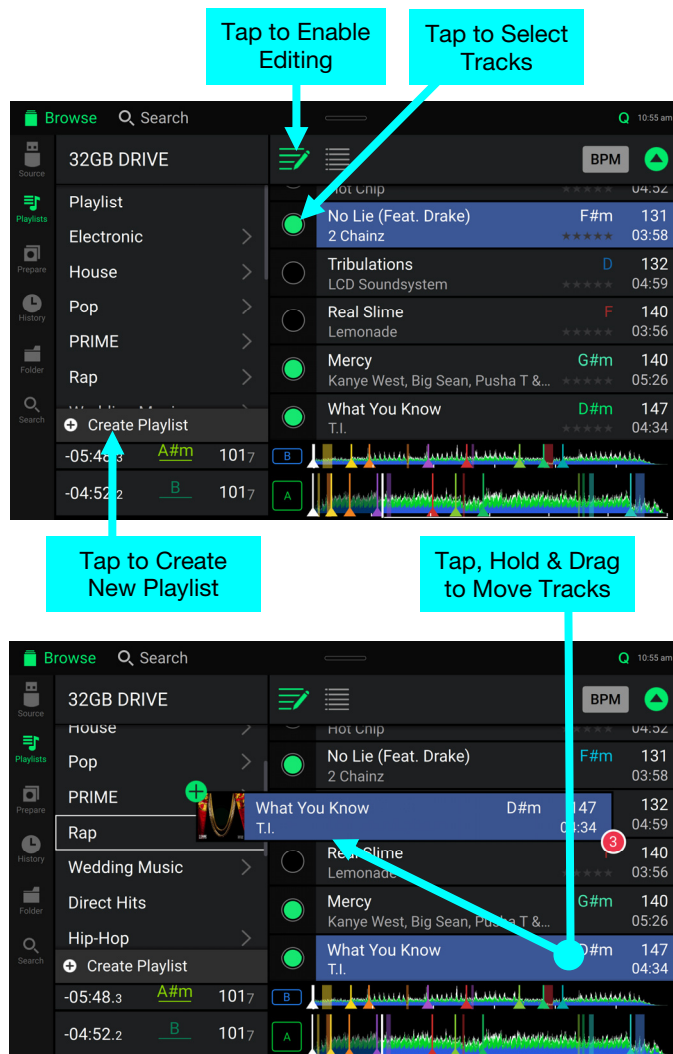 Tap to Enable
Editing
Tap to Select
Tracks
Browse
Search
Q 10:55 am
Source
32GB DRIVE
BPM
Playlists
Prepare
History
Folder
Search
Playlist
Electronic
House
Pop
PRIME
Rap
Wedding Music
Create Playlist
Hot Chip
04:52
No Lie (Feat. Drake) F#m 131
2 Chainz 03:58
Tribulations D 132
LCD Soundsystem 04:59
Real Slime F 140
Lemonade 03:56
Mercy G#m 140
Kanye West, Big Sean, Pusha T &... 05:26
What You Know D#m 147
T.I. 04:34
-05:48.3 A#m 1017 B
-04:52.2 B 1017 A
Tap to Create
New Playlist
Tap, Hold & Drag
to Move Tracks
Browse
Search
Q 10:55 am
Source
32GB DRIVE
BPM
Playlists
Prepare
History
Folder
Search
House
Pop
PRIME
Rap
Wedding Music
Direct Hits
Hip-Hop
Create Playlist
Hot Chip
04:52
No Lie (Feat. Drake) F#m 131
2 Chainz 03:58
What You Know D#m 147
T.I. 04:34
3
132
04:59
Real Slime 140
Lemonade 03:56
Mercy G#m 140
Kanye West, Big Sean, Pusha T &... 05:26
What You Know D#m 147
T.I. 04:34
-05:48.3 A#m 1017 B
-04:52.2 B 1017 A